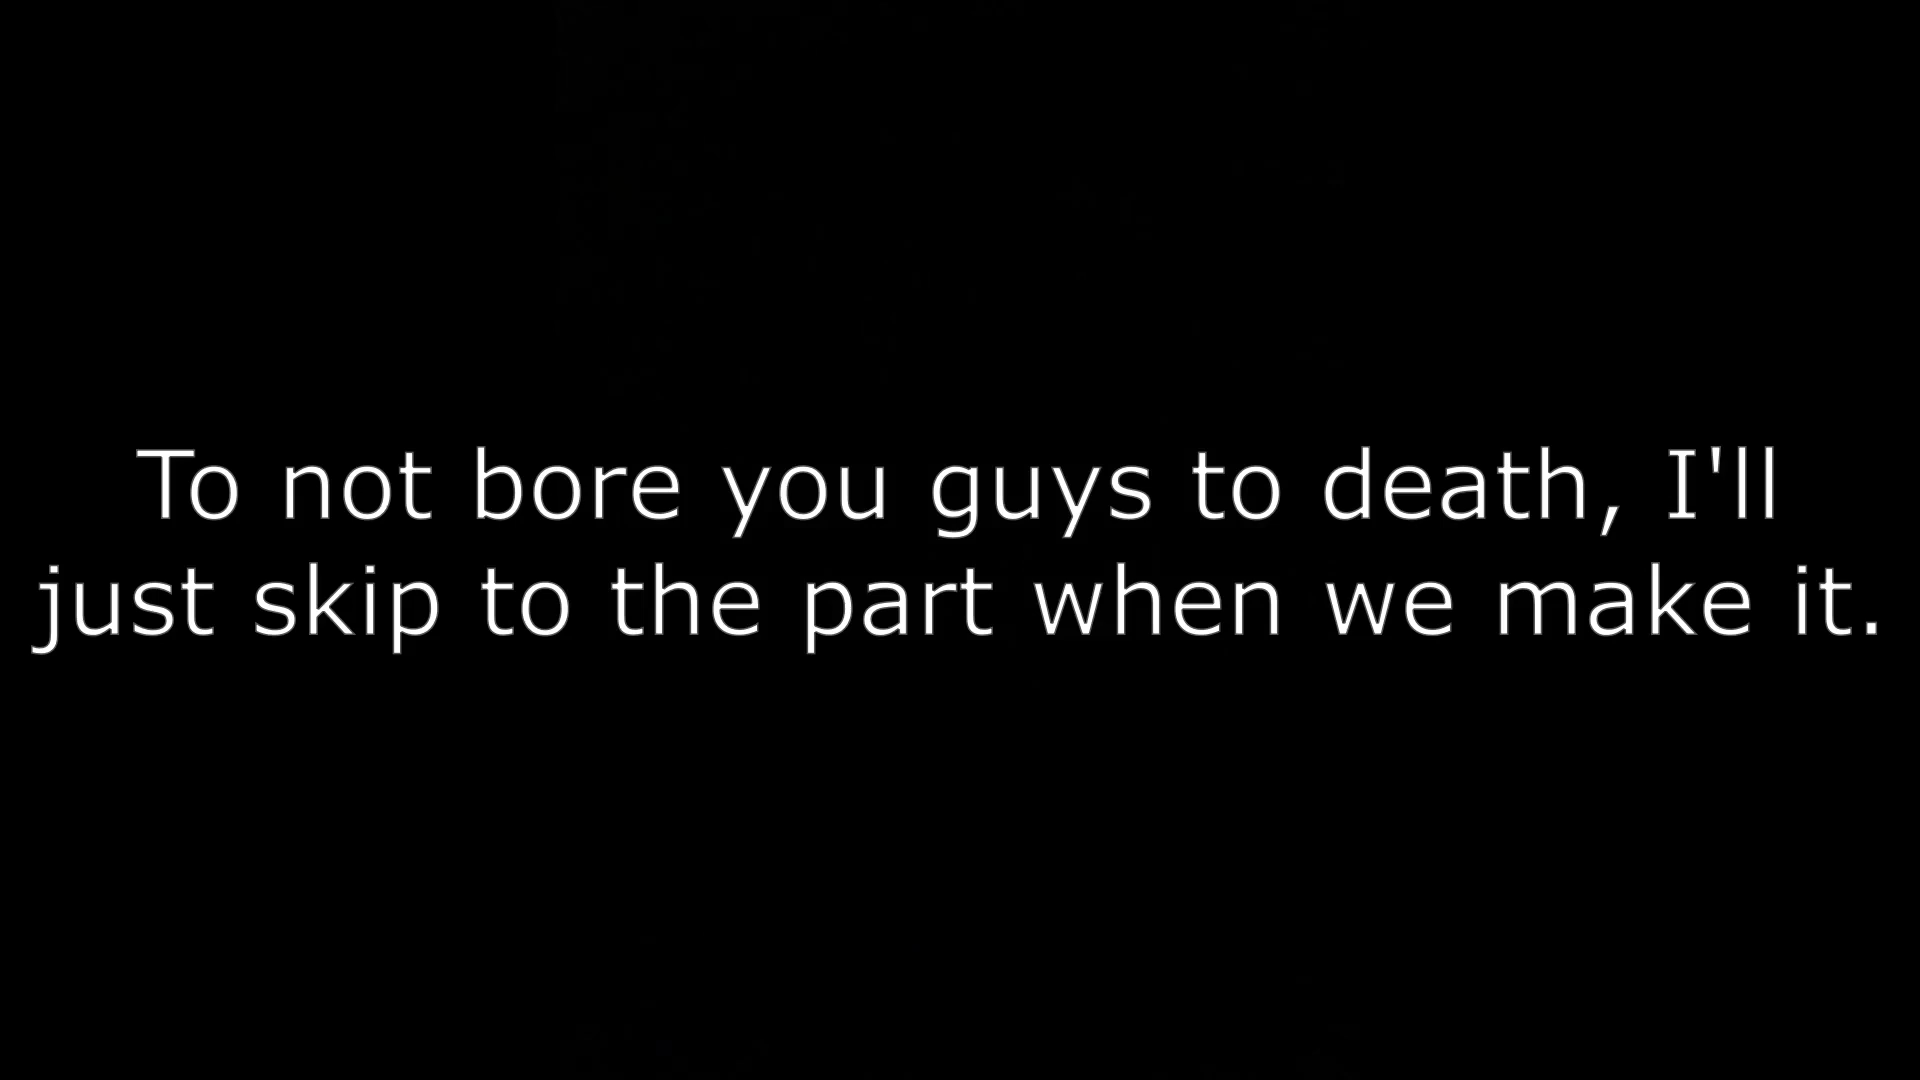 To not bore you guys to death, I'll
just skip to the part when we make it.